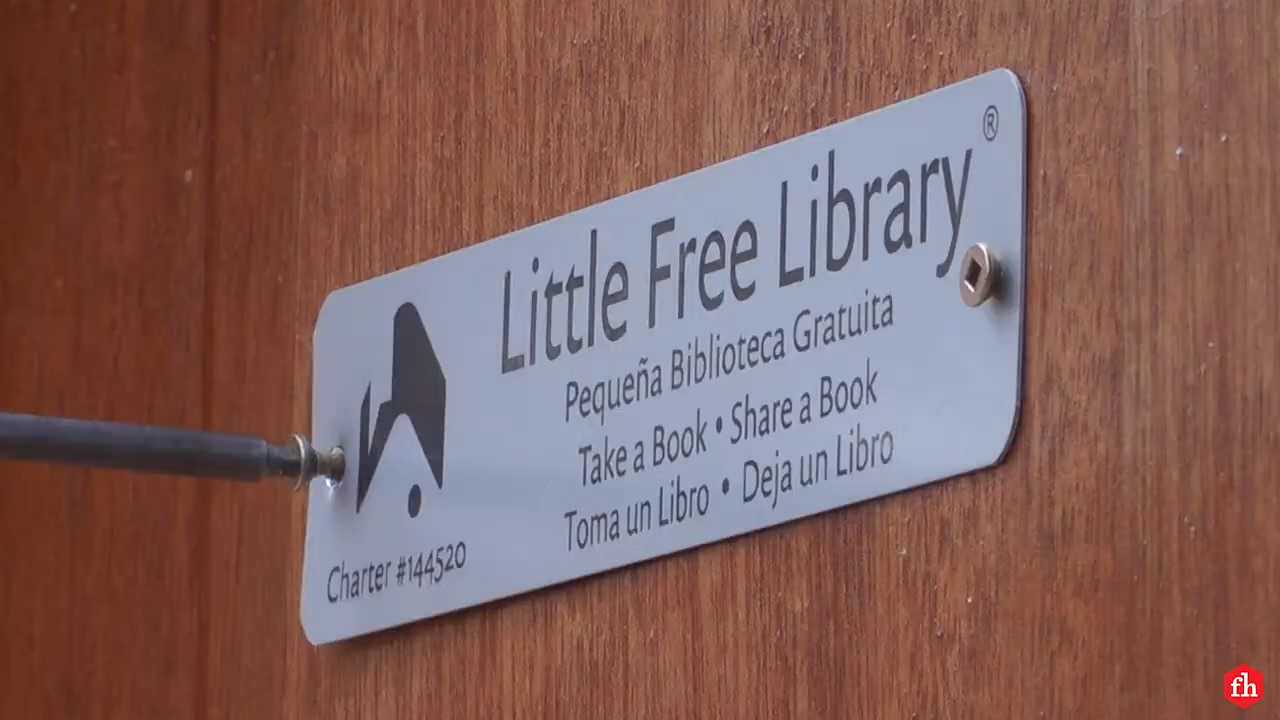 Little Free Library®
Pequeña Biblioteca Gratuita
Take a Book • Share a Book
Toma un Libro • Deja un Libro
Charter #144520
fh